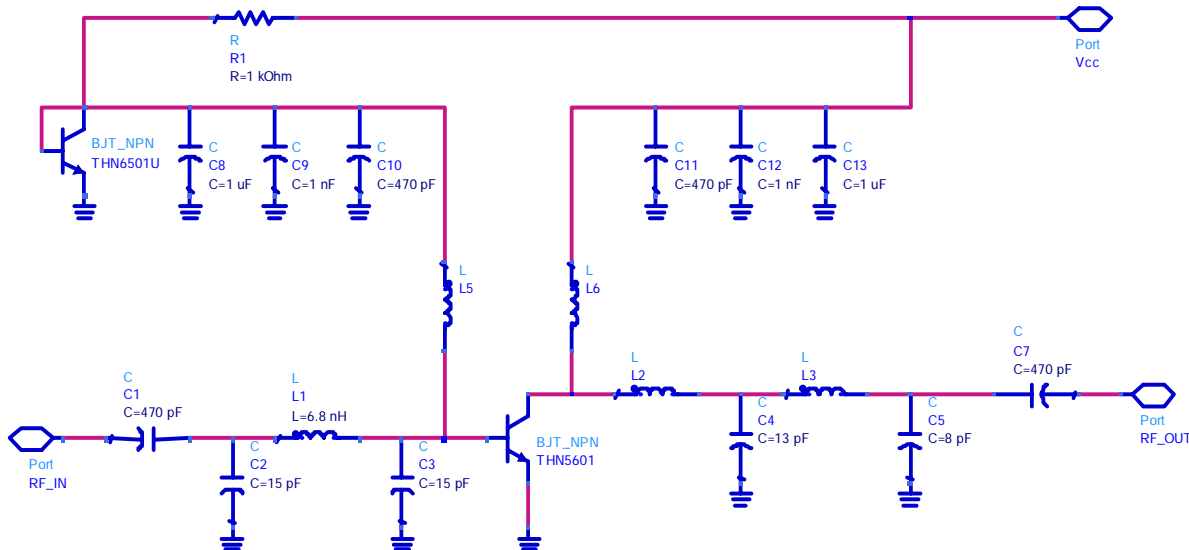 R
R1
R=1 kOhm
Port
Vcc
BJT_NPN
THN6501U
C
C8
C=1 uF
C
C9
C=1 nF
C
C10
C=470 pF
C
C11
C=470 pF
C
C12
C=1 nF
C
C13
C=1 uF
L
L5
L
L6
C
C1
C=470 pF
L
L1
L=6.8 nH
Port
RF_IN
C
C2
C=15 pF
C
C3
C=15 pF
BJT_NPN
THN5601
L
L2
L
L3
C
C4
C=13 pF
C
C5
C=8 pF
C
C7
C=470 pF
Port
RF_OUT